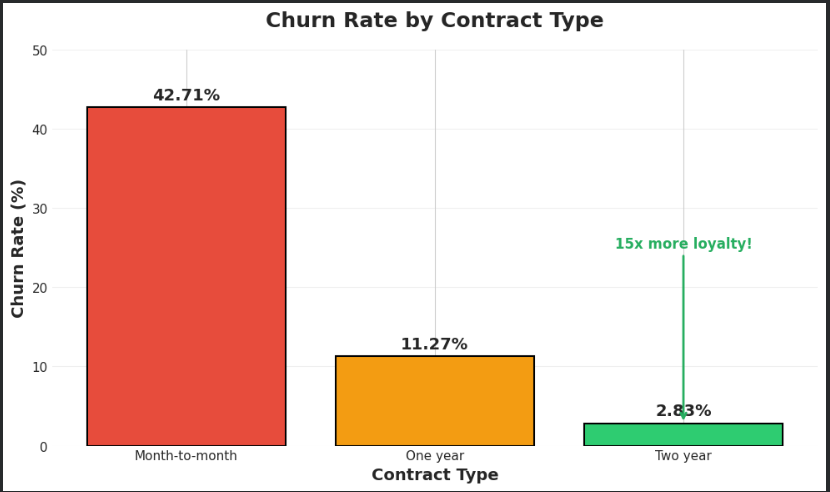 Churn Rate by Contract Type
Churn Rate (%)
50
40
30
20
10
0
42.71%
11.27%
15x more loyalty!
2.83%
Month-to-month
One year
Two year
Contract Type